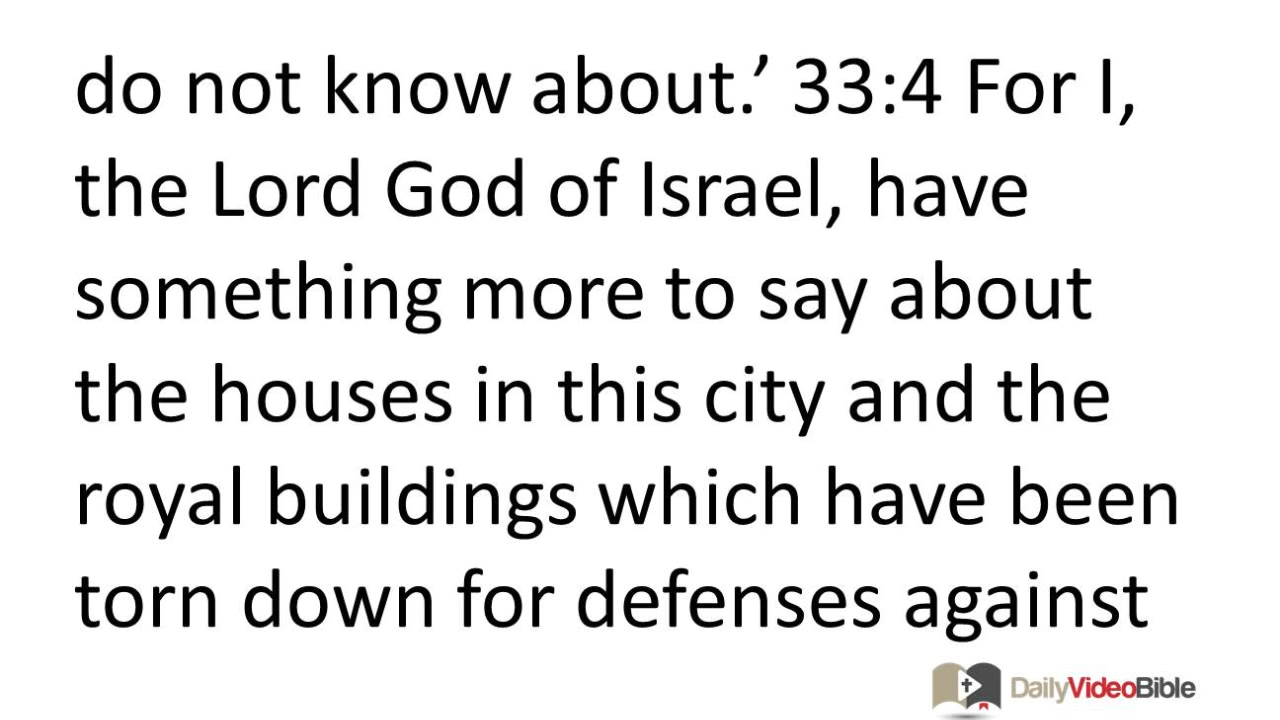 do not know about.’ 33:4 For I,
the Lord God of Israel, have
something more to say about
the houses in this city and the
royal buildings which have been
torn down for defenses against
DailyVideoBible